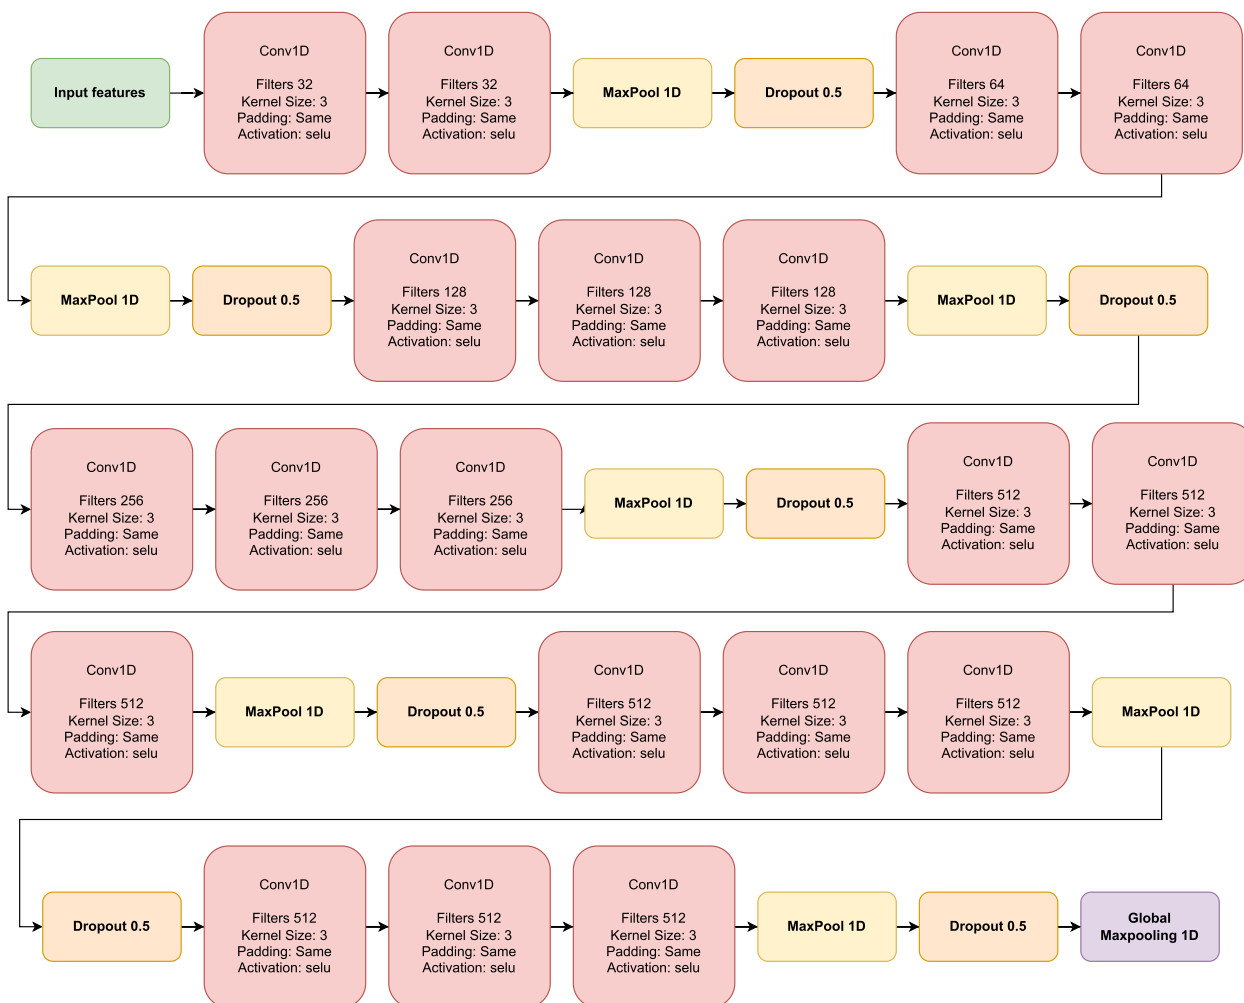 Input features
Conv1D
Filters 32
Kernel Size: 3
Padding: Same
Activation: selu
Conv1D
Filters 32
Kernel Size: 3
Padding: Same
Activation: selu
MaxPool 1D
Dropout 0.5
Conv1D
Filters 64
Kernel Size: 3
Padding: Same
Activation: selu
Conv1D
Filters 64
Kernel Size: 3
Padding: Same
Activation: selu
MaxPool 1D
Dropout 0.5
Conv1D
Filters 128
Kernel Size: 3
Padding: Same
Activation: selu
Conv1D
Filters 128
Kernel Size: 3
Padding: Same
Activation: selu
Conv1D
Filters 128
Kernel Size: 3
Padding: Same
Activation: selu
MaxPool 1D
Dropout 0.5
Conv1D
Filters 256
Kernel Size: 3
Padding: Same
Activation: selu
Conv1D
Filters 256
Kernel Size: 3
Padding: Same
Activation: selu
Conv1D
Filters 256
Kernel Size: 3
Padding: Same
Activation: selu
MaxPool 1D
Dropout 0.5
Conv1D
Filters 512
Kernel Size: 3
Padding: Same
Activation: selu
Conv1D
Filters 512
Kernel Size: 3
Padding: Same
Activation: selu
Conv1D
Filters 512
Kernel Size: 3
Padding: Same
Activation: selu
MaxPool 1D
Dropout 0.5
Conv1D
Filters 512
Kernel Size: 3
Padding: Same
Activation: selu
Conv1D
Filters 512
Kernel Size: 3
Padding: Same
Activation: selu
Conv1D
Filters 512
Kernel Size: 3
Padding: Same
Activation: selu
MaxPool 1D
Dropout 0.5
Conv1D
Filters 512
Kernel Size: 3
Padding: Same
Activation: selu
Conv1D
Filters 512
Kernel Size: 3
Padding: Same
Activation: selu
Conv1D
Filters 512
Kernel Size: 3
Padding: Same
Activation: selu
MaxPool 1D
Dropout 0.5
Global
Maxpooling 1D